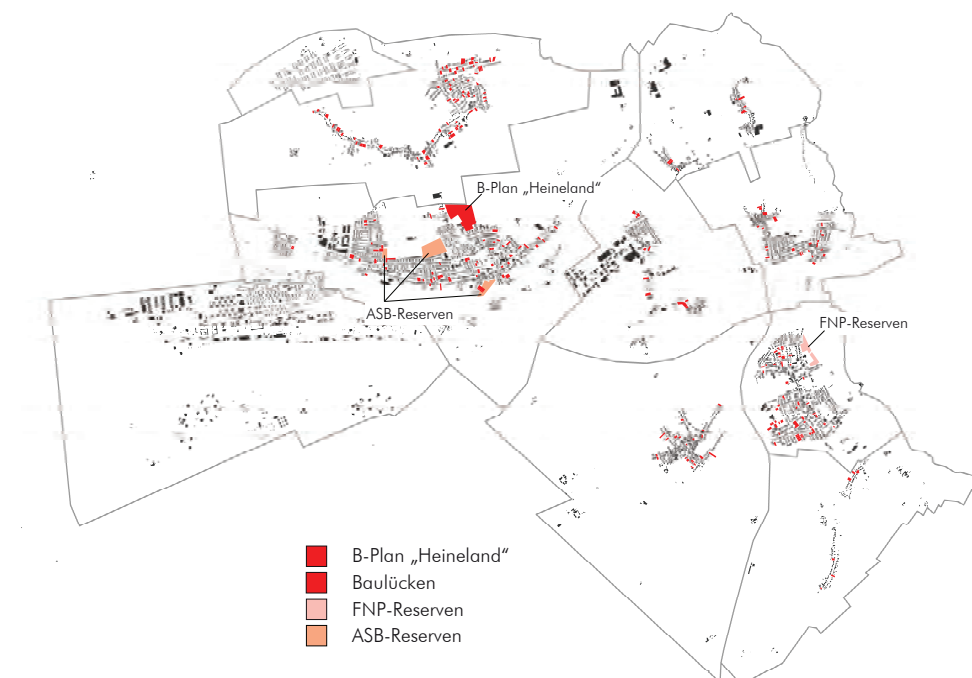 B-Plan „Heineland“
ASB-Reserven
FNP-Reserven
B-Plan „Heineland“
Baulücken
FNP-Reserven
ASB-Reserven